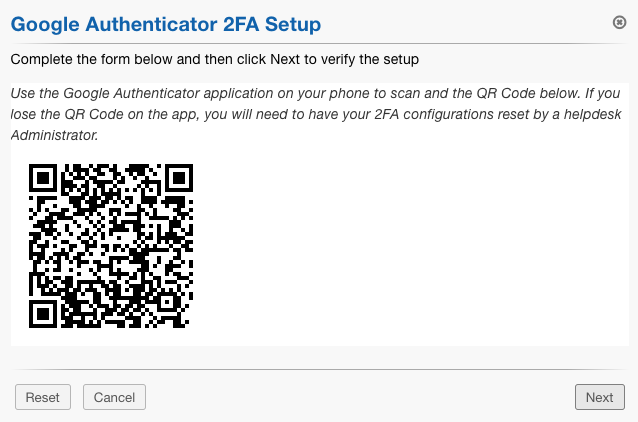 Google Authenticator 2FA Setup
Complete the form below and then click Next to verify the setup
Use the Google Authenticator application on your phone to scan and the QR Code below. If you
lose the QR Code on the app, you will need to have your 2FA configurations reset by a helpdesk
Administrator.
Reset Cancel Next